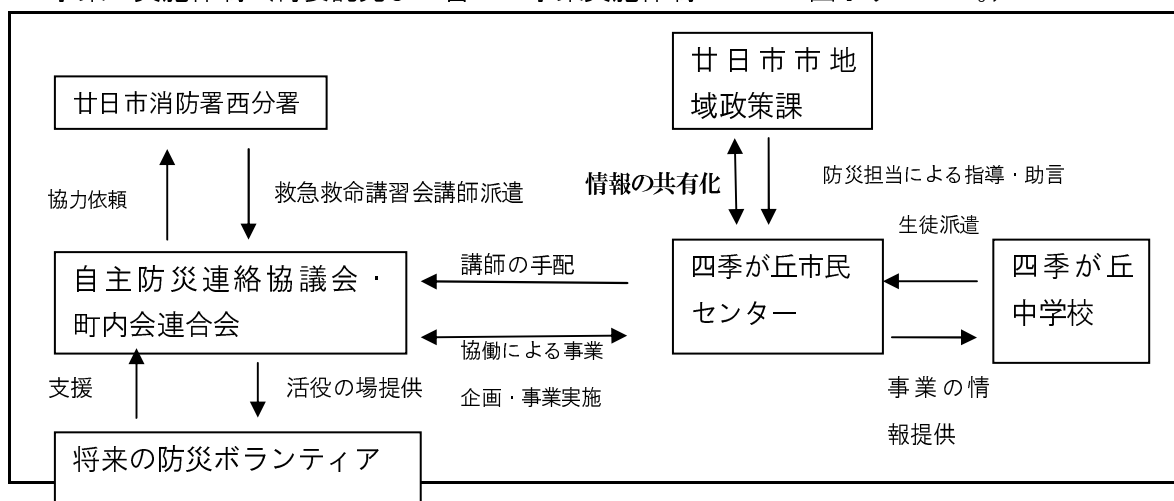 廿日市市地
域政策課
廿日市消防署西分署
協力依頼
救急救命講習会講師派遣
情報の共有化
防災担当による指導・助言
生徒派遣
自主防災連絡協議会・
町内会連合会
講師の手配
四季が丘市民
センター
四季が丘
中学校
協働による事業
企画・事業実施
支援
活役の場提供
事業の情
報提供
将来の防災ボランティア